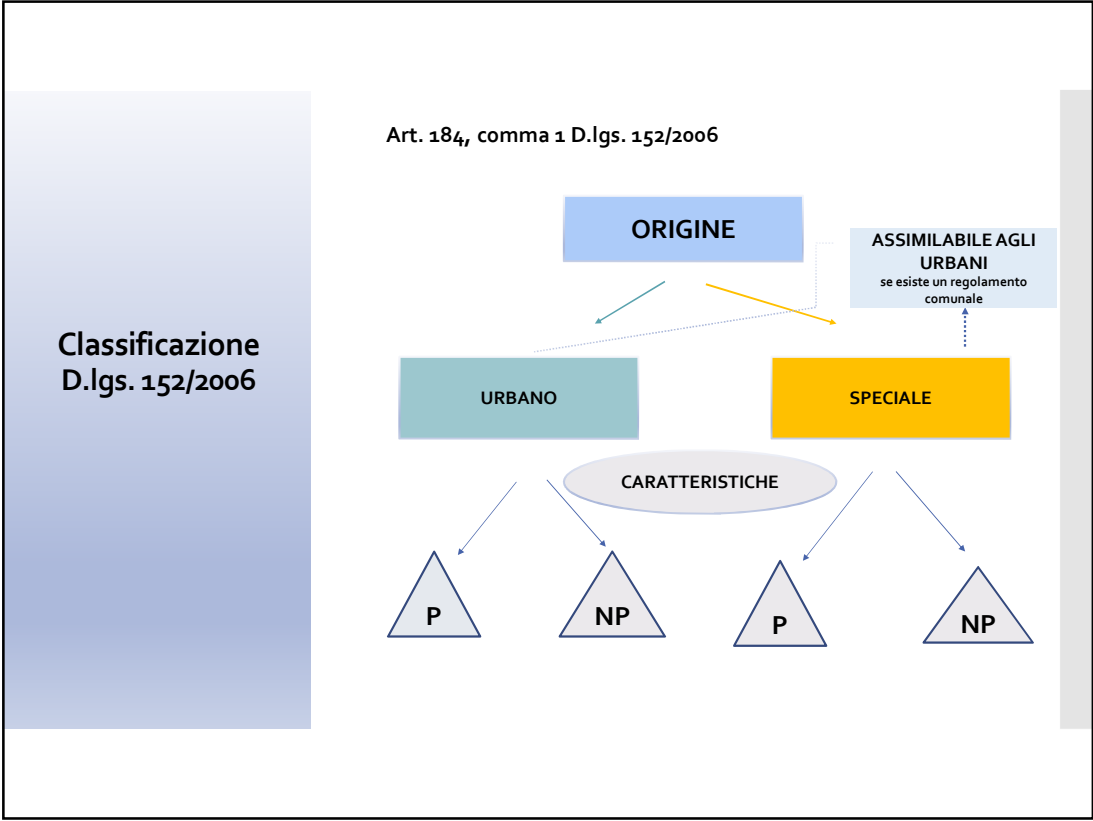 Art. 184, comma 1 D.lgs. 152/2006
ORIGINE
ASSIMILABILE AGLI
URBANI
se esiste un regolamento
comunale
Classificazione
D.lgs. 152/2006
URBANO
SPECIALE
CARATTERISTICHE
P
NP
P
NP